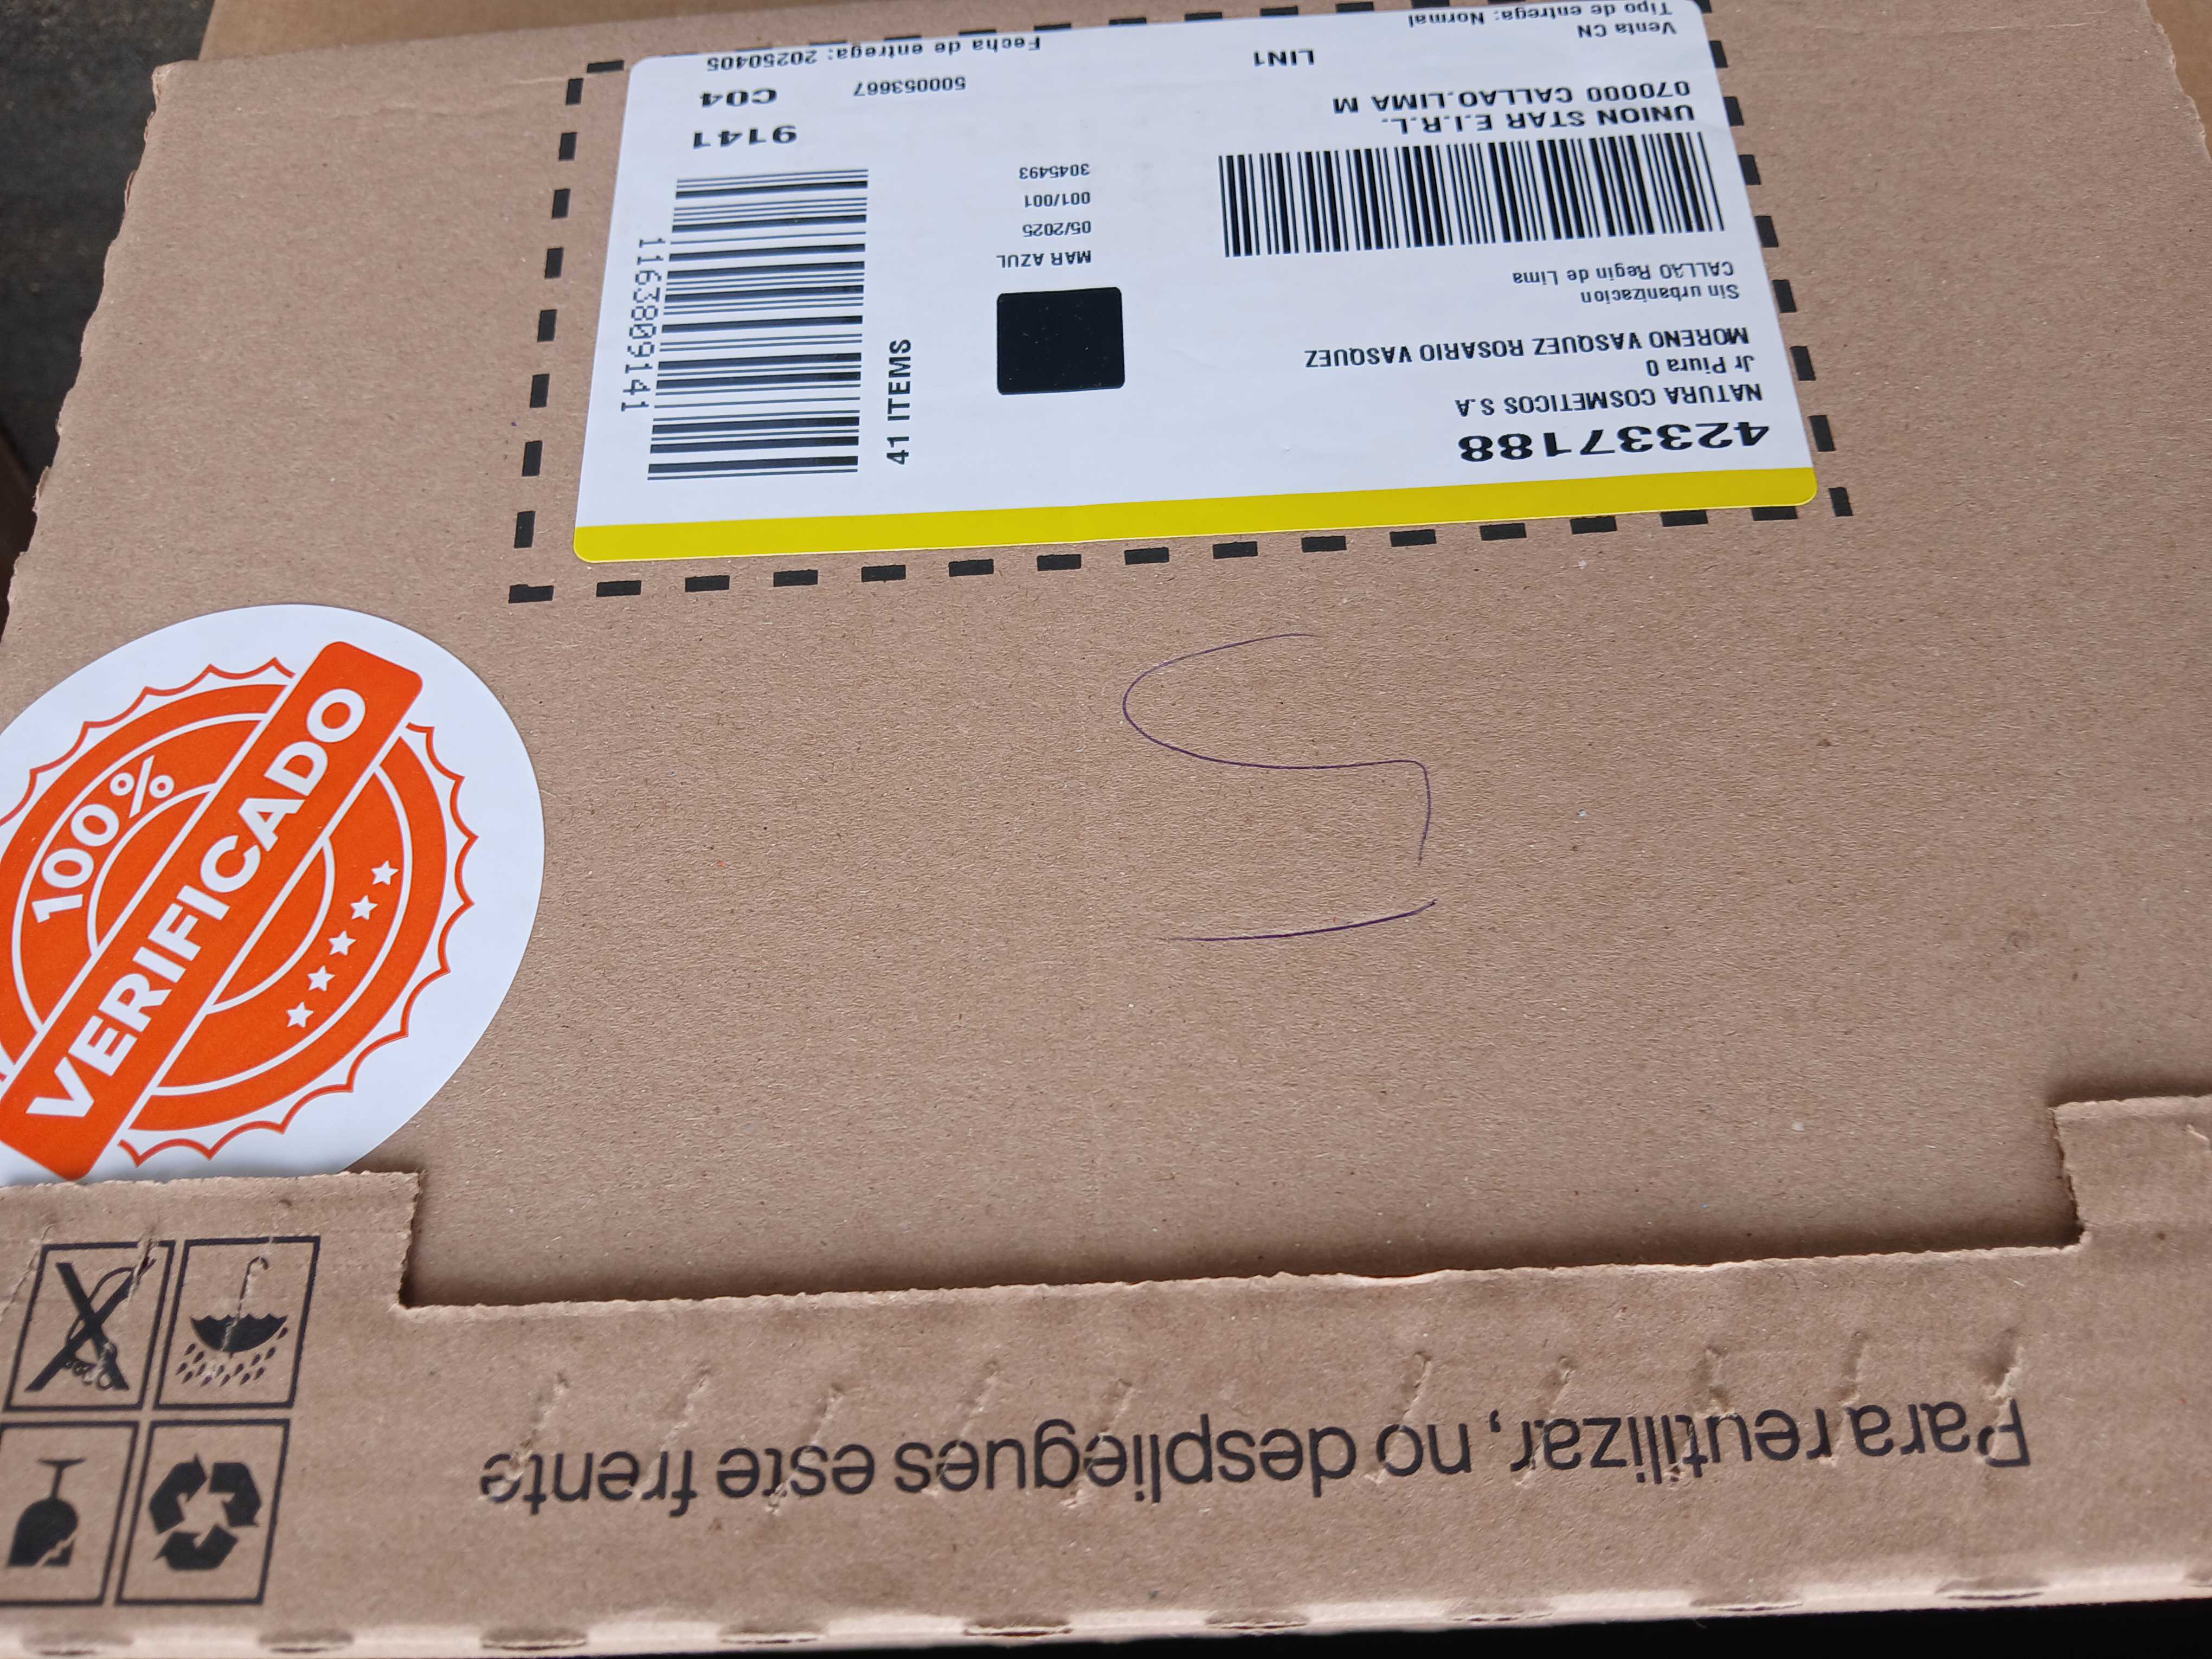 42337188
NATURA COSMETICOS S.A
Jr Piura 0
MORENO VASQUEZ ROSARIO VASQUEZ
Sin urbanizacion
CALLAO Regin de Lima
UNION STAR E.I.R.L.
070000 CALLAO.LIMA M
Venta CN
Tipo de entrega: Normal
LIN1
MAR AZUL
05/2025
001/001
3045493
41 ITEMS
1163809141
9141
C04
500053667
Fecha de entrega: 20250405
5
100%
VERIFICADO
Para reutilizar, no despliegues este frente